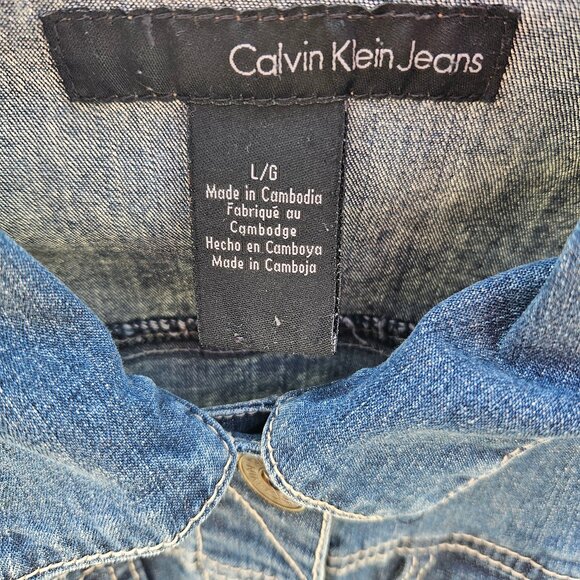 Calvin Klein Jeans
L/G
Made in Cambodia
Fabriqué au
Cambodge
Hecho en Camboya
Made in Camboja